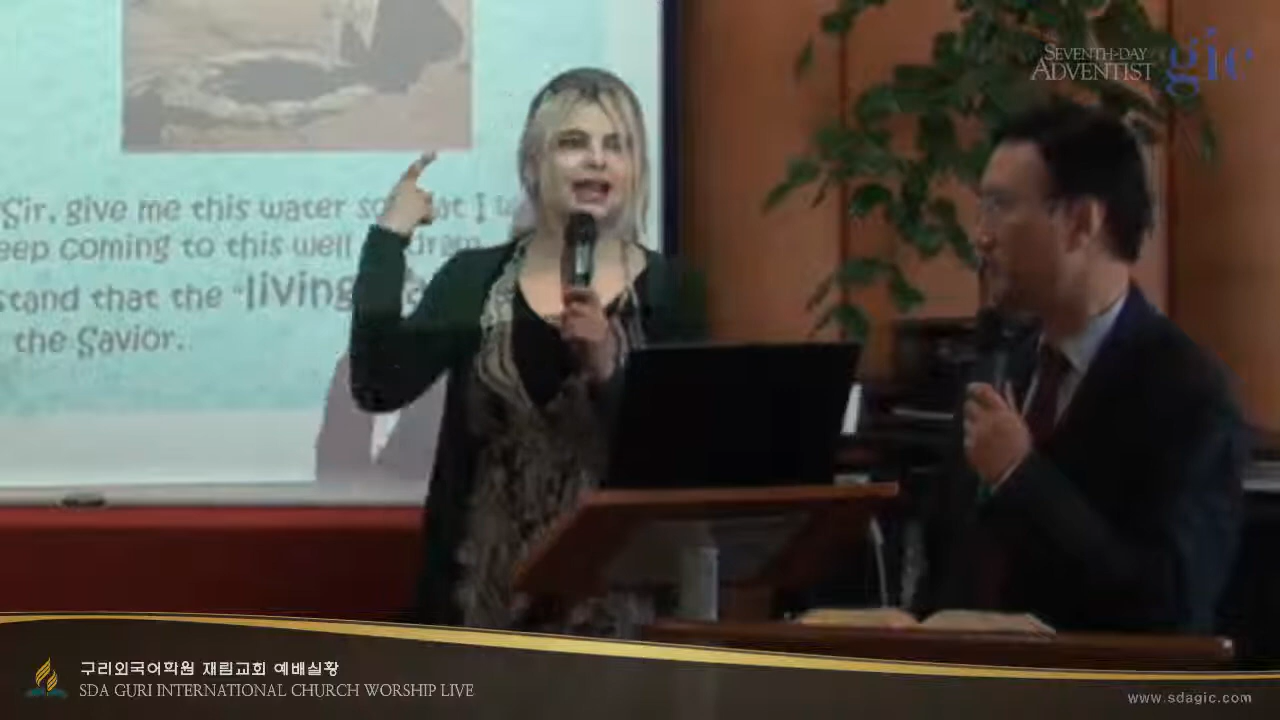 SEVENTH-DAY
ADVENTIST
gic
Sir, give me this water so that I
eep coming to this well
stand that the "living
the Savior.
구리외국어학원 재림교회 예배실황
SDA GURI INTERNATIONAL CHURCH WORSHIP LIVE
www.sdagic.com